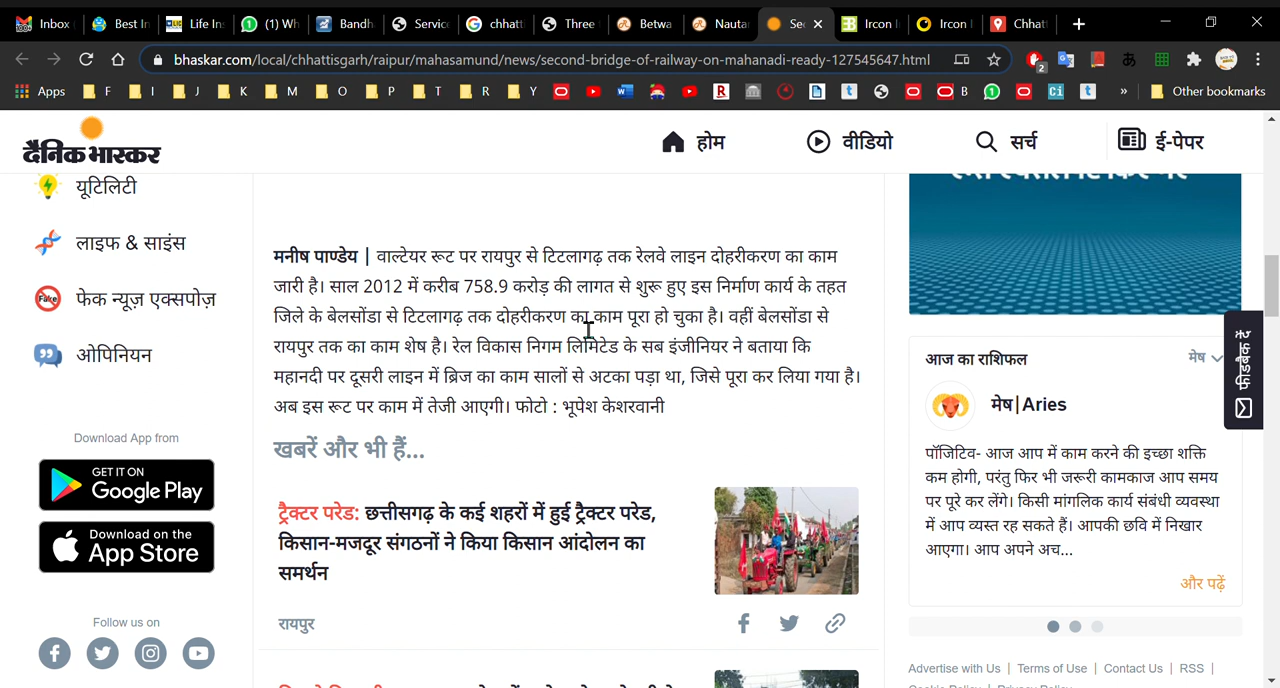 Inbox
Best In
Life Ins
(1) Wh
Bandh
Servic
chhatt
Three
Betwa
Nauta
Sec
Ircon I
Ircon
Chhat
bhaskar.com/local/chhattisgarh/raipur/mahasamund/news/second-bridge-of-railway-on-mahanadi-ready-127545647.html
2
Apps
F
I
J
K
M
O
P
T
R
Y
B
Ci
Other bookmarks
दैनिक भास्कर
होम
वीडियो
सर्च
ई-पेपर
यूटिलिटी
लाइफ & साइंस
Fake
फेक न्यूज़ एक्सपोज़
ओपिनियन
Download App from
GET IT ON
Google Play
Download on the
App Store
Follow us on
मनीष पाण्डेय | वाल्टेयर रूट पर रायपुर से टिटलागढ़ तक रेलवे लाइन दोहरीकरण का काम
जारी है। साल 2012 में करीब 758.9 करोड़ की लागत से शुरू हुए इस निर्माण कार्य के तहत
जिले के बेलसोंडा से टिटलागढ़ तक दोहरीकरण का काम पूरा हो चुका है। वहीं बेलसोंडा से
रायपुर तक का काम शेष है। रेल विकास निगम लिमिटेड के सब इंजीनियर ने बताया कि
महानदी पर दूसरी लाइन में ब्रिज का काम सालों से अटका पड़ा था, जिसे पूरा कर लिया गया है।
अब इस रूट पर काम में तेजी आएगी। फोटो : भूपेश केशरवानी
खबरें और भी हैं...
ट्रैक्टर परेड: छत्तीसगढ़ के कई शहरों में हुई ट्रैक्टर परेड,
किसान-मजदूर संगठनों ने किया किसान आंदोलन का
समर्थन
रायपुर
फीडबैक दें
आज का राशिफल
मेष
मेष|Aries
पॉजिटिव- आज आप में काम करने की इच्छा शक्ति
कम होगी, परंतु फिर भी जरूरी कामकाज आप समय
पर पूरे कर लेंगे। किसी मांगलिक कार्य संबंधी व्यवस्था
में आप व्यस्त रह सकते हैं। आपकी छवि में निखार
आएगा। आप अपने अच...
और पढ़ें
Advertise with Us | Terms of Use | Contact Us | RSS |